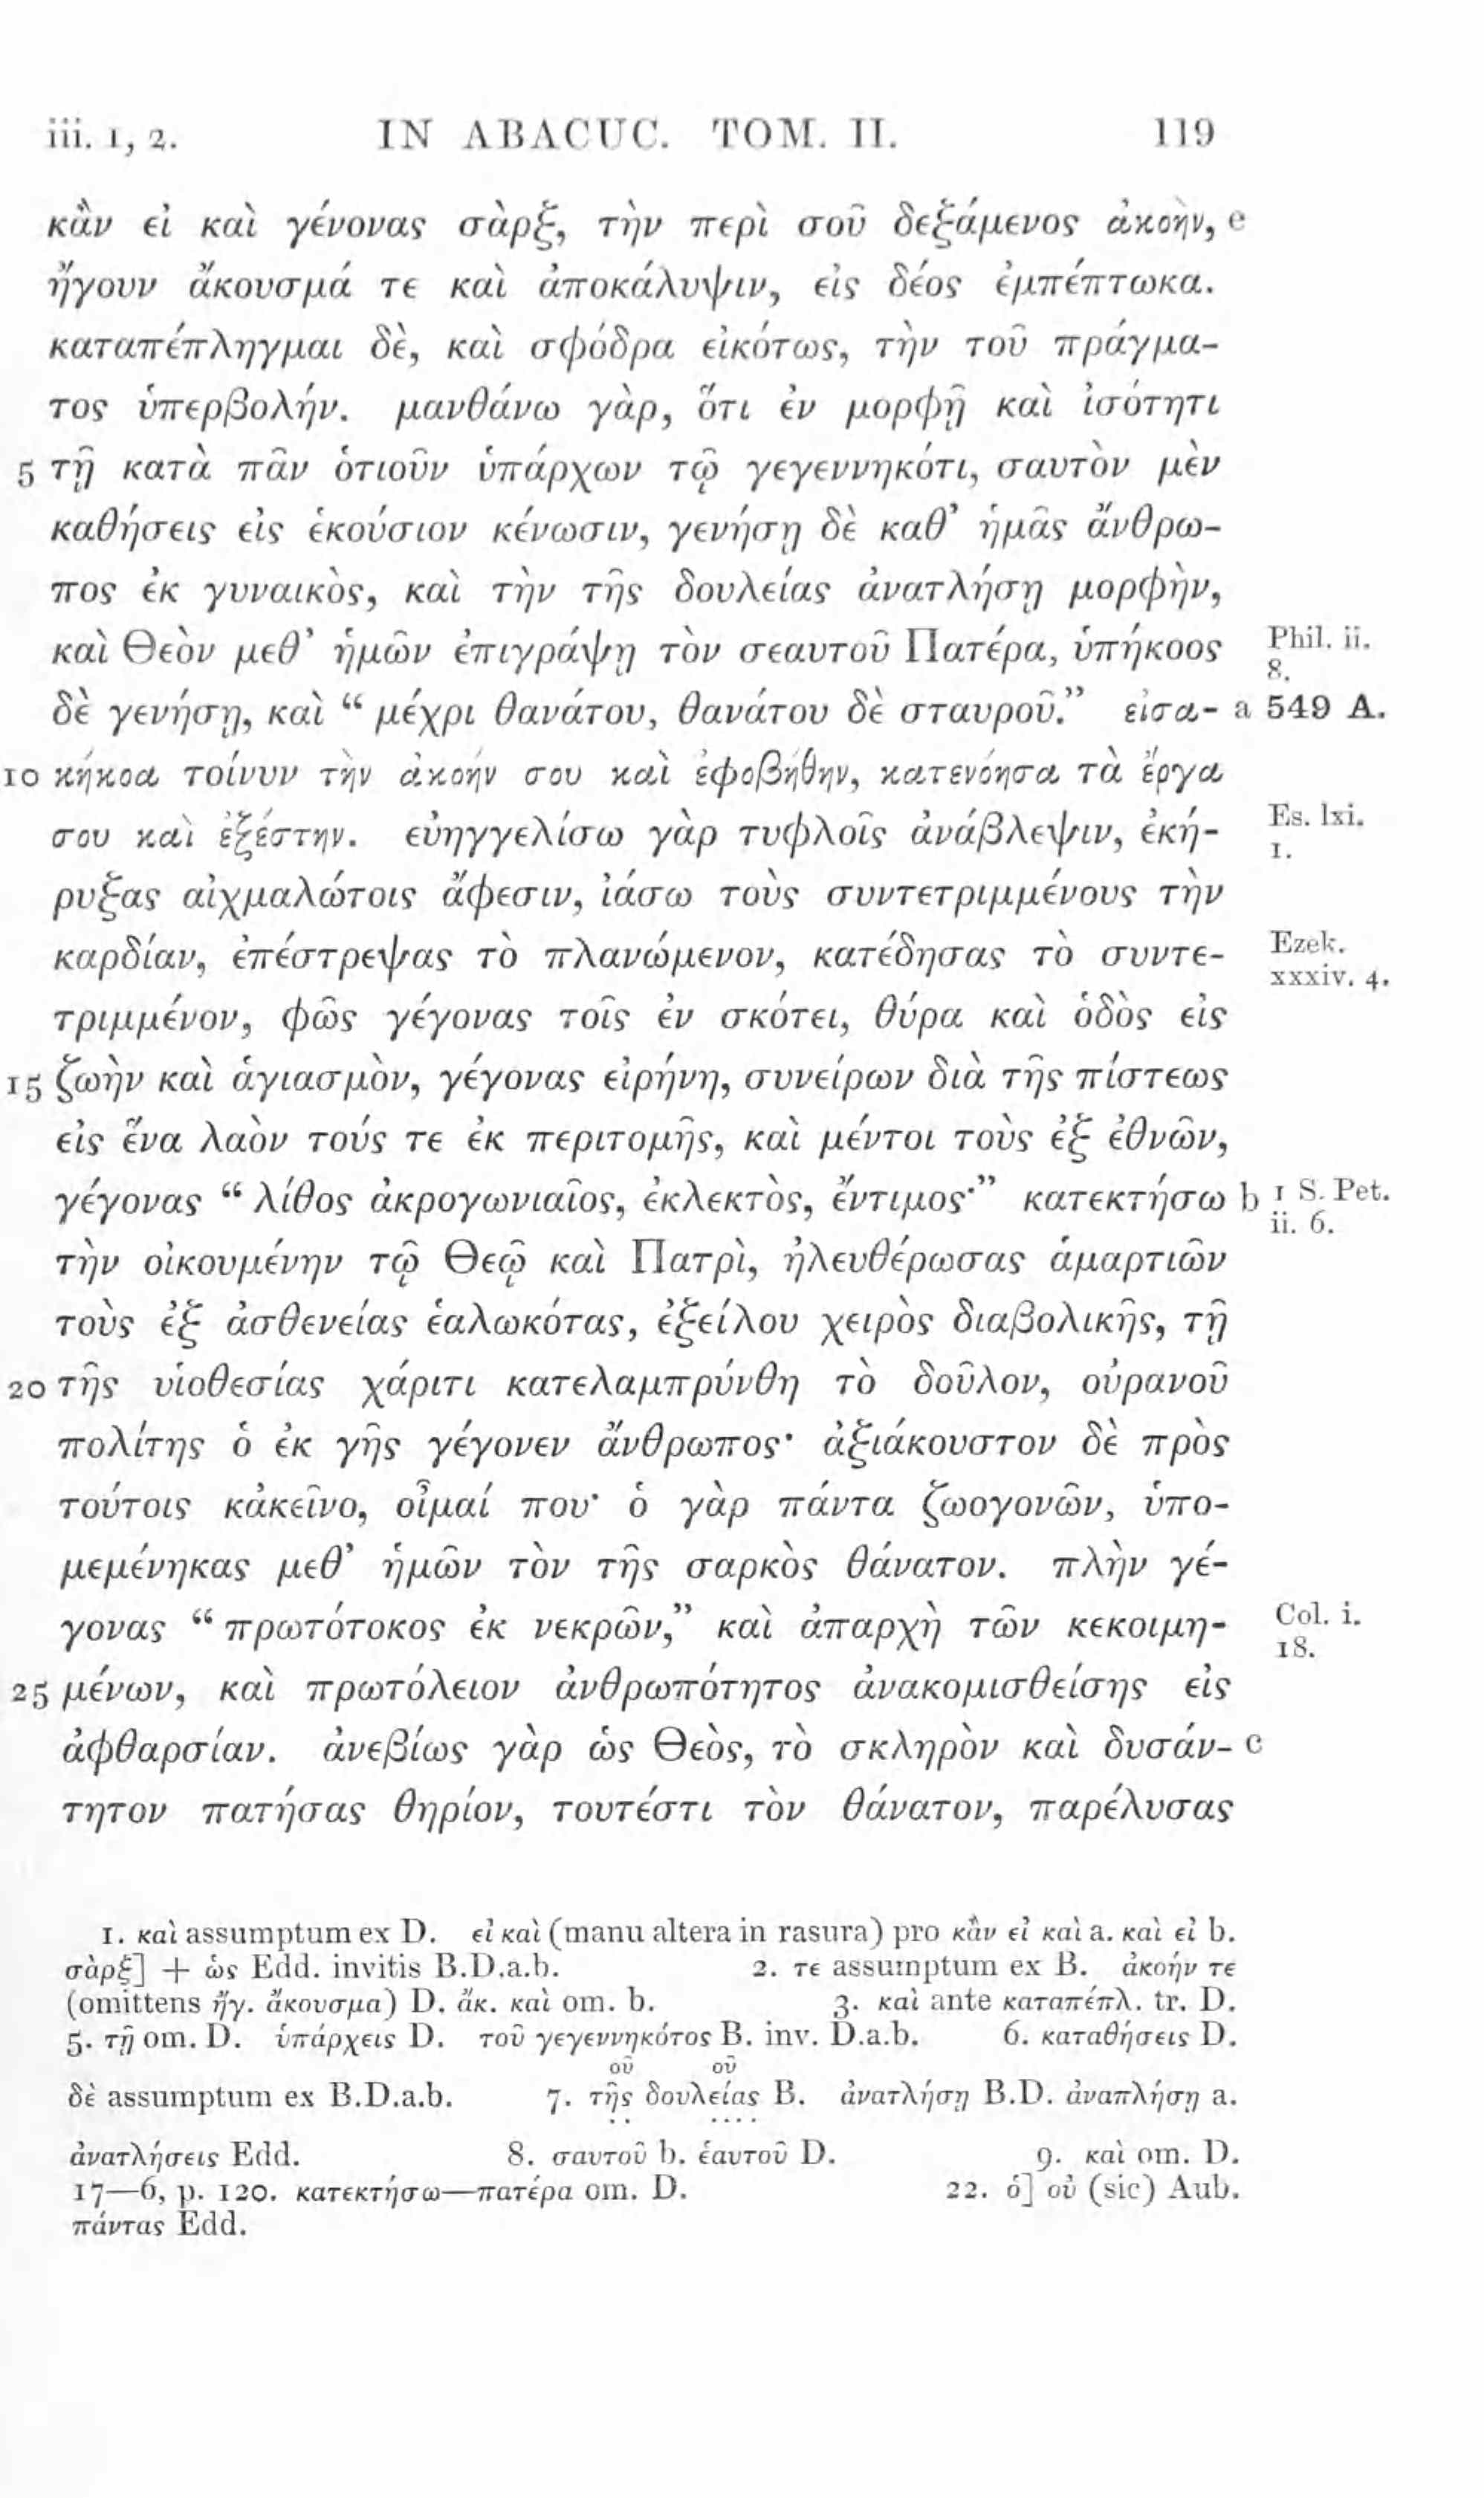 iii. 1, 2. IN ABACUC. TOM. II. 119
κἂν εἰ καὶ γένονας σὰρξ, τὴν περὶ σοῦ δεξάμενος ἀκοὴν, e
ἤγουν ἄκουσμά τε καὶ ἀποκάλυψιν, εἰς δέος ἐμπέπτωκα.
καταπέπληγμαι δὲ, καὶ σφόδρα εἰκότως, τὴν τοῦ πράγμα-
τος ὑπερβολήν. μανθάνω γὰρ, ὅτι ἐν μορφῇ καὶ ἰσότητι
5 τῇ κατὰ πᾶν ὁτιοῦν ὑπάρχων τῷ γεγεννηκότι, σαυτὸν μὲν
καθήσεις εἰς ἑκούσιον κένωσιν, γενήσῃ δὲ καθ’ ἡμᾶς ἄνθρω-
πος ἐκ γυναικὸς, καὶ τὴν τῆς δουλείας ἀνατλήσῃ μορφὴν,
καὶ Θεὸν μεθ’ ἡμῶν ἐπιγράψῃ τὸν σεαυτοῦ Πατέρα, ὑπήκοος Phil. ii.
8.
δὲ γενήσῃ, καὶ “ μέχρι θανάτου, θανάτου δὲ σταυροῦ.” εἰσα- a 549 A.
10 κήκοα τοίνυν τὴν ἀκοήν σου καὶ ἐφοβήθην, κατενόησα τὰ ἔργα
σου καὶ ἐξέστην. εὐηγγελίσω γὰρ τυφλοῖς ἀνάβλεψιν, ἐκή- Es. lxi.
1.
ρυξας αἰχμαλώτοις ἄφεσιν, ἰάσω τοὺς συντετριμμένους τὴν
καρδίαν, ἐπέστρεψας τὸ πλανώμενον, κατέδησας τὸ συντε- Ezek.
xxxiv. 4.
τριμμένον, φῶς γέγονας τοῖς ἐν σκότει, θύρα καὶ ὁδὸς εἰς
15 ζωὴν καὶ ἁγιασμὸν, γέγονας εἰρήνη, συνείρων διὰ τῆς πίστεως
εἰς ἕνα λαὸν τούς τε ἐκ περιτομῆς, καὶ μέντοι τοὺς ἐξ ἐθνῶν,
γέγονας “ λίθος ἀκρογωνιαῖος, ἐκλεκτὸς, ἔντιμος·” κατεκτήσω b 1 S. Pet.
ii. 6.
τὴν οἰκουμένην τῷ Θεῷ καὶ Πατρὶ, ἠλευθέρωσας ἁμαρτιῶν
τοὺς ἐξ ἀσθενείας ἑαλωκότας, ἐξείλου χειρὸς διαβολικῆς, τῇ
20 τῆς υἱοθεσίας χάριτι κατελαμπρύνθη τὸ δοῦλον, οὐρανοῦ
πολίτης ὁ ἐκ γῆς γέγονεν ἄνθρωπος· ἀξιάκουστον δὲ πρὸς
τούτοις κἀκεῖνο, οἶμαί που· ὁ γὰρ πάντα ζωογονῶν, ὑπο-
μεμένηκας μεθ’ ἡμῶν τὸν τῆς σαρκὸς θάνατον. πλὴν γέ-
γονας “ πρωτότοκος ἐκ νεκρῶν,” καὶ ἀπαρχὴ τῶν κεκοιμη- Col. i.
18.
25 μένων, καὶ πρωτόλειον ἀνθρωπότητος ἀνακομισθείσης εἰς
ἀφθαρσίαν. ἀνεβίως γὰρ ὡς Θεὸς, τὸ σκληρὸν καὶ δυσάν- c
τητον πατήσας θηρίον, τουτέστι τὸν θάνατον, παρέλυσας
1. καὶ assumptum ex D. εἰ καὶ (manu altera in rasura) pro κἂν εἰ καὶ a. καὶ εἰ b.
σὰρξ] + ὡς Edd. invitis B.D.a.b. 2. τε assumptum ex B. ἀκοήν τε
(omittens ἤγ. ἄκουσμα) D. ἄκ. καὶ om. b. 3. καὶ ante καταπέπλ. tr. D.
5. τῇ om. D. ὑπάρχεις D. τοῦ γεγεννηκότος B. inv. D.a.b. 6. καταθήσεις D.
οῦ οῦ
δὲ assumptum ex B.D.a.b. 7. τῆς δουλείας B. ἀνατλήσῃ B.D. ἀναπλήσῃ a.
ἀνατλήσεις Edd. 8. σαυτοῦ b. ἑαυτοῦ D. 9. καὶ om. D.
17—6, p. 120. κατεκτήσω—πατέρα om. D. 22. ὁ] οὐ (sic) Aub.
πάντας Edd.